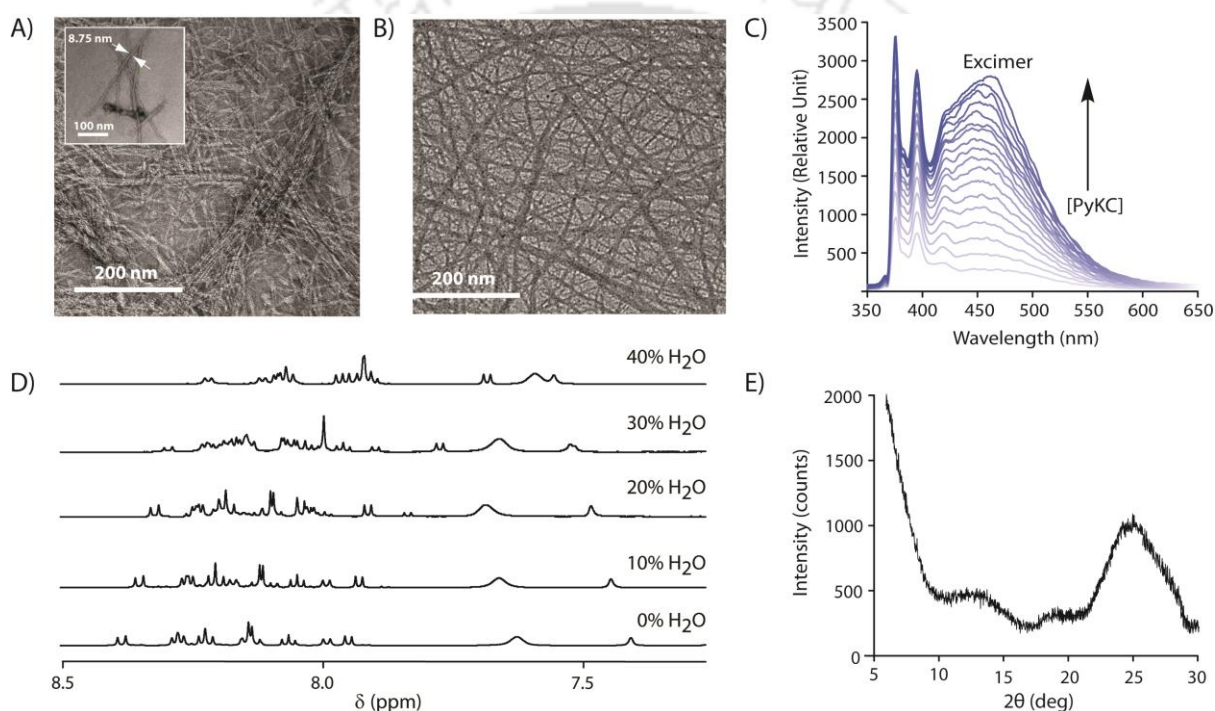 A)
8.75 nm
100 nm
200 nm
B)
200 nm
C)
Intensity (Relative Unit)
3500
3000
2500
2000
1500
1000
500
Excimer
[PyKC]
350 400 450 500 550 600 650
Wavelength (nm)
D)
40% H2O
30% H2O
20% H2O
10% H2O
0% H2O
8.5 8.0 7.5
δ (ppm)
E)
Intensity (counts)
2000
1500
1000
500
0
5 10 15 20 25 30
2θ (deg)